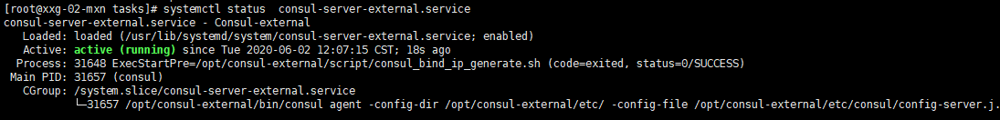 [root@xxg-02-mxn tasks]# systemctl status  consul-server-external.service
consul-server-external.service - Consul-external
   Loaded: loaded (/usr/lib/systemd/system/consul-server-external.service; enabled)
   Active: active (running) since Tue 2020-06-02 12:07:15 CST; 18s ago
  Process: 31648 ExecStartPre=/opt/consul-external/script/consul_bind_ip_generate.sh (code=exited, status=0/SUCCESS)
 Main PID: 31657 (consul)
   CGroup: /system.slice/consul-server-external.service
           └─31657 /opt/consul-external/bin/consul agent -config-dir /opt/consul-external/etc/ -config-file /opt/consul-external/etc/consul/config-server.j.